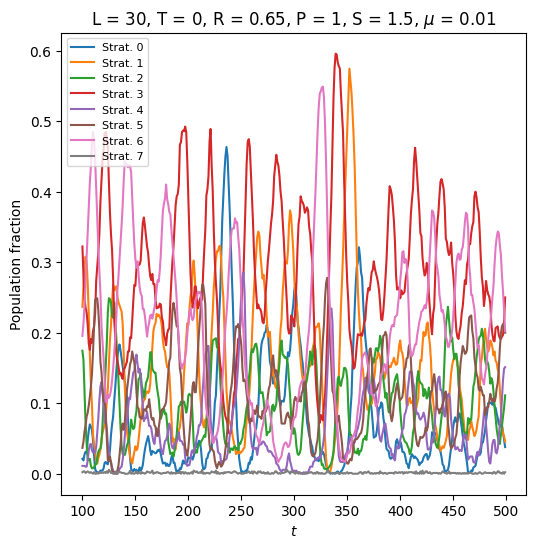 L = 30, T = 0, R = 0.65, P = 1, S = 1.5, μ = 0.01
Strat. 0
Strat. 1
Strat. 2
Strat. 3
Strat. 4
Strat. 5
Strat. 6
Strat. 7
Population fraction
0.6
0.5
0.4
0.3
0.2
0.1
0.0
100 150 200 250 300 350 400 450 500
t